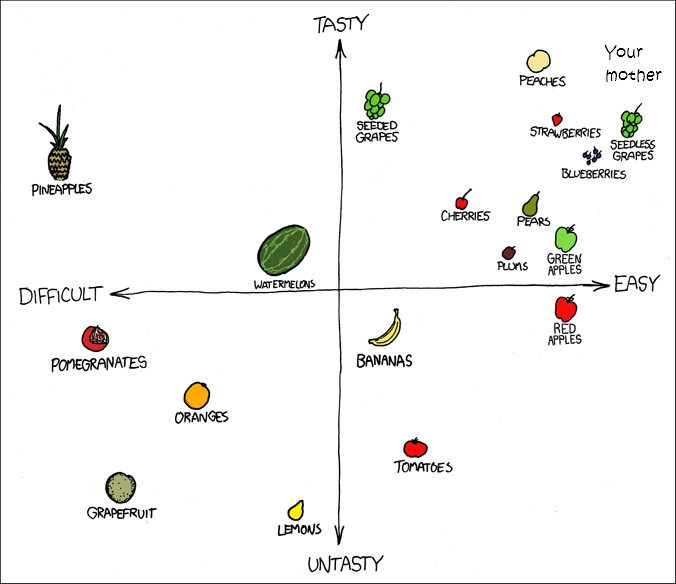 TASTY
Your
mother
PEACHES
SEEDED
GRAPES
STRAWBERRIES
SEEDLESS
GRAPES
BLUEBERRIES
PINEAPPLES
CHERRIES
PEARS
GREEN
APPLES
PLUMS
WATERMELONS
DIFFICULT
EASY
RED
APPLES
POMEGRANATES
BANANAS
ORANGES
TOMATOES
GRAPEFRUIT
LEMONS
UNTASTY